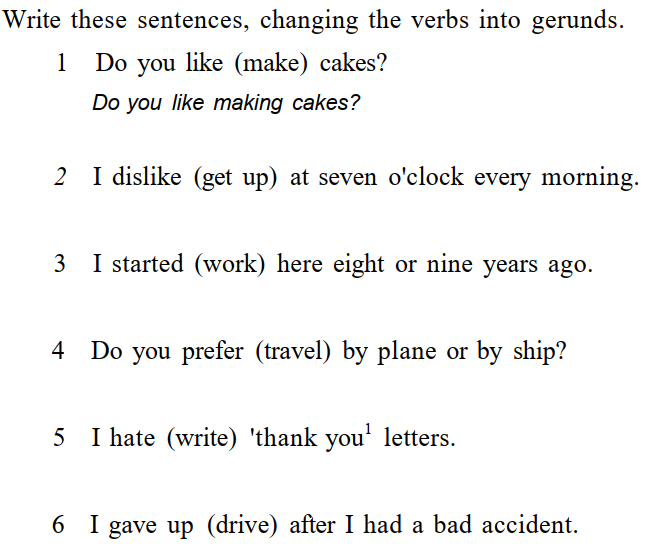 Write these sentences, changing the verbs into gerunds.
1 Do you like (make) cakes?
Do you like making cakes?
2 I dislike (get up) at seven o'clock every morning.
3 I started (work) here eight or nine years ago.
4 Do you prefer (travel) by plane or by ship?
5 I hate (write) 'thank you¹ letters.
6 I gave up (drive) after I had a bad accident.